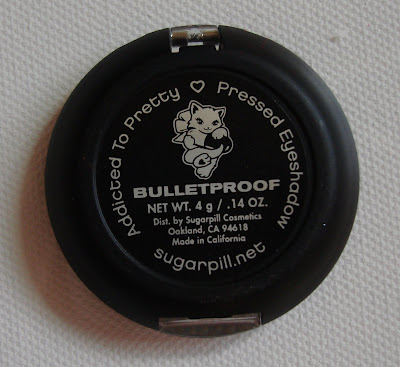 Addicted To Pretty ♡ Pressed Eyeshadow
BULLETPROOF
NET WT. 4 g / .14 OZ.
Dist. by Sugarpill Cosmetics
Oakland, CA 94618
Made in California
sugarpill.net